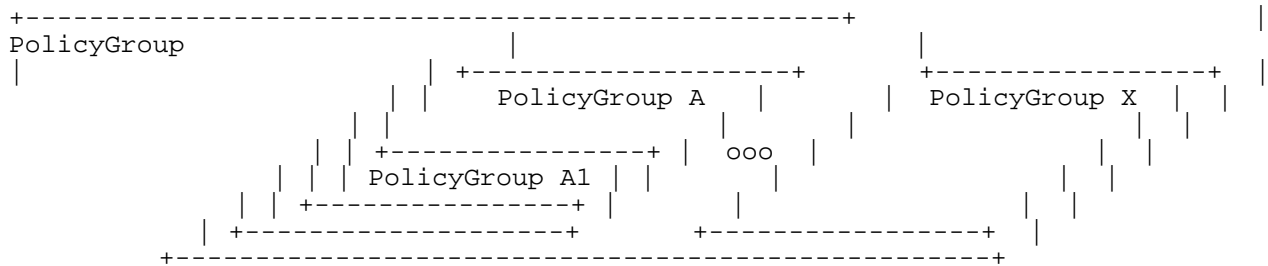 +---------------------------------------------------+ |
PolicyGroup | |
| | +--------------------+ +-----------------+ |
| | PolicyGroup A | | PolicyGroup X | |
| | | | | |
| | +----------------+ | ooo | | |
| | | PolicyGroup A1 | | | | |
| | +----------------+ | | | |
| +--------------------+ +-----------------+ |
+---------------------------------------------------+